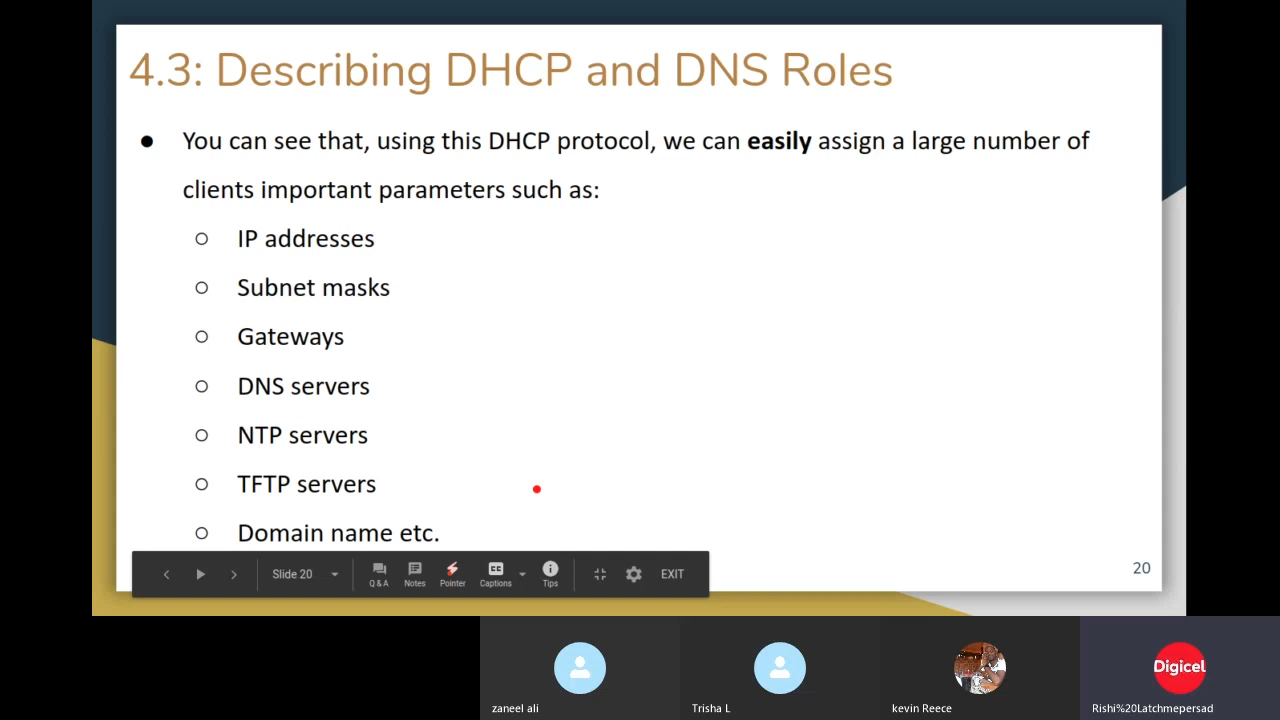 4.3: Describing DHCP and DNS Roles
● You can see that, using this DHCP protocol, we can easily assign a large number of
clients important parameters such as:
○ IP addresses
○ Subnet masks
○ Gateways
○ DNS servers
○ NTP servers
○ TFTP servers
○ Domain name etc.
Slide 20
Q & A
Notes
Pointer
CC
Captions
Tips
EXIT
20
zaneel ali
Trisha L
kevin Reece
Digicel
Rishi%20Latchmepersad